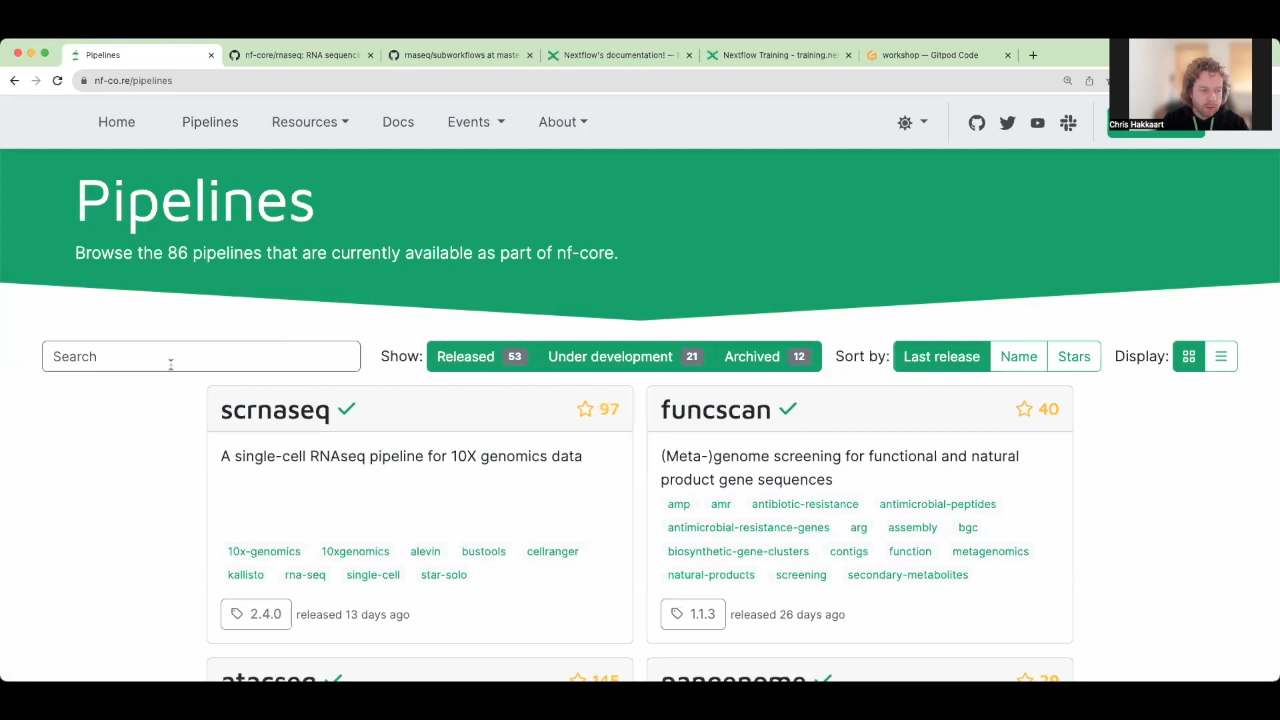 Pipelines
nf-core/rnaseq: RNA sequenci
rnaseq/subworkflows at maste
Nextflow's documentation! —
Nextflow Training - training.ne
workshop — Gitpod Code
nf-co.re/pipelines
Chris Hakkaart
Home Pipelines Resources Docs Events About
Pipelines
Browse the 86 pipelines that are currently available as part of nf-core.
Search Show: Released 53 Under development 21 Archived 12 Sort by: Last release Name Stars Display:
scrnaseq 97
A single-cell RNAseq pipeline for 10X genomics data
10x-genomics 10xgenomics alevin bustools cellranger
kallisto rna-seq single-cell star-solo
2.4.0 released 13 days ago
funcscan 40
(Meta-)genome screening for functional and natural
product gene sequences
amp amr antibiotic-resistance antimicrobial-peptides
antimicrobial-resistance-genes arg assembly bgc
biosynthetic-gene-clusters contigs function metagenomics
natural-products screening secondary-metabolites
1.1.3 released 26 days ago
atacseq 145
pangenome 29